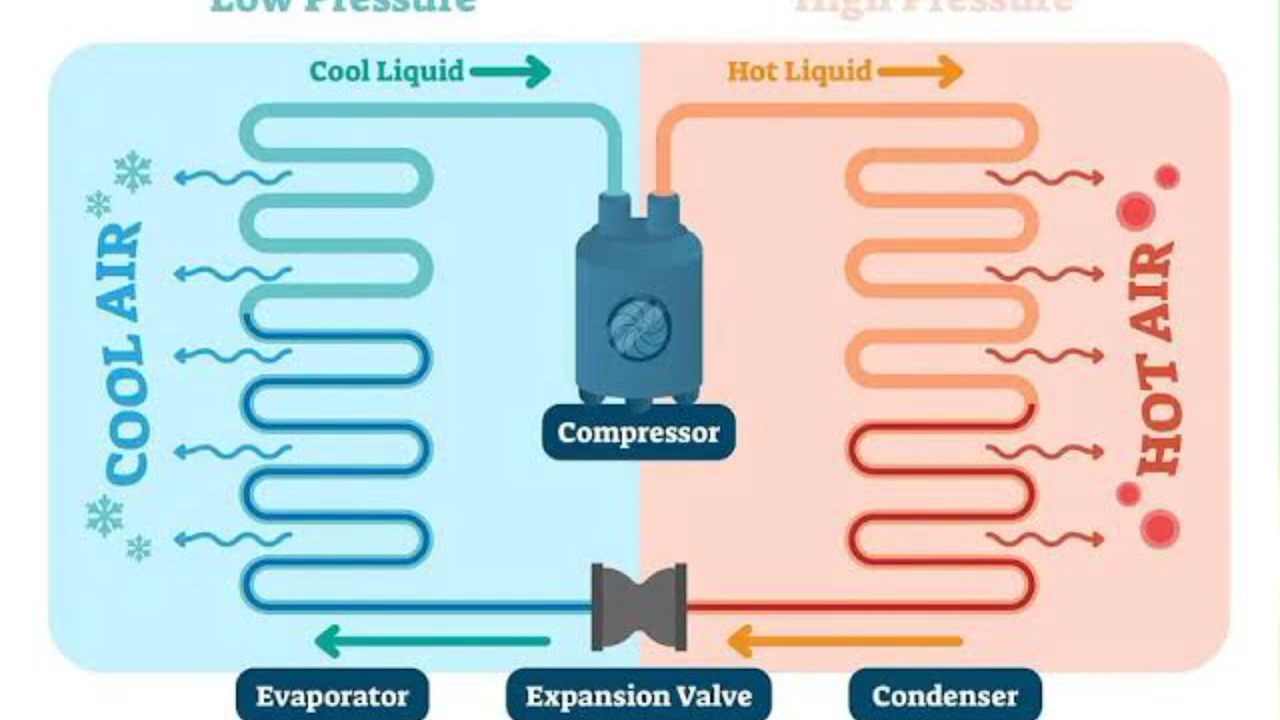 Low Pressure
High Pressure
Cool Liquid
Hot Liquid
COOL AIR
HOT AIR
Compressor
Evaporator
Expansion Valve
Condenser